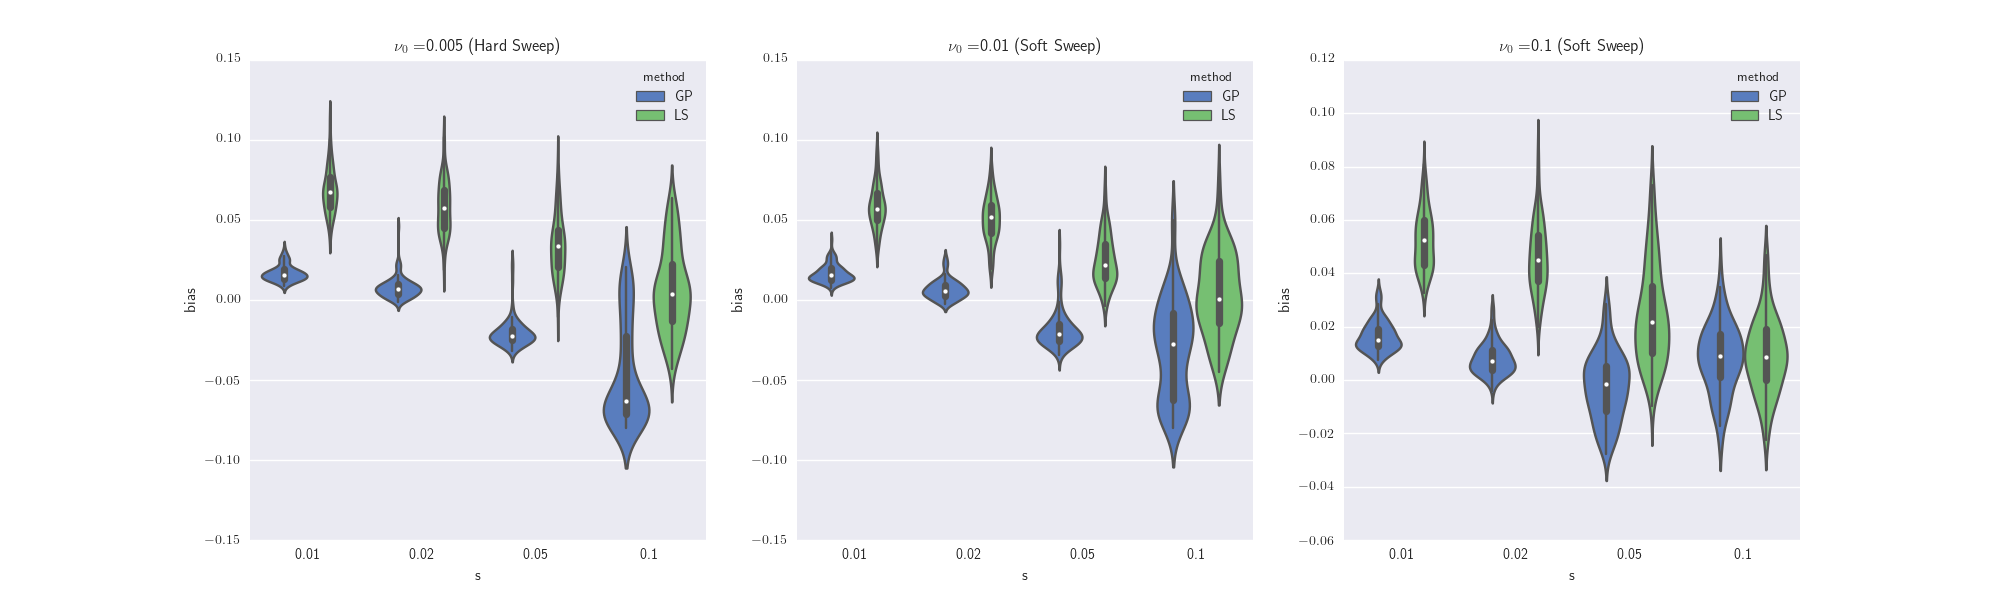 ν₀ =0.005 (Hard Sweep)
0.15
0.10
0.05
0.00
−0.05
−0.10
−0.15
bias
method
GP
LS
0.01 0.02 0.05 0.1
s
ν₀ =0.01 (Soft Sweep)
0.15
0.10
0.05
0.00
−0.05
−0.10
−0.15
bias
method
GP
LS
0.01 0.02 0.05 0.1
s
ν₀ =0.1 (Soft Sweep)
0.12
0.10
0.08
0.06
0.04
0.02
0.00
−0.02
−0.04
−0.06
bias
method
GP
LS
0.01 0.02 0.05 0.1
s